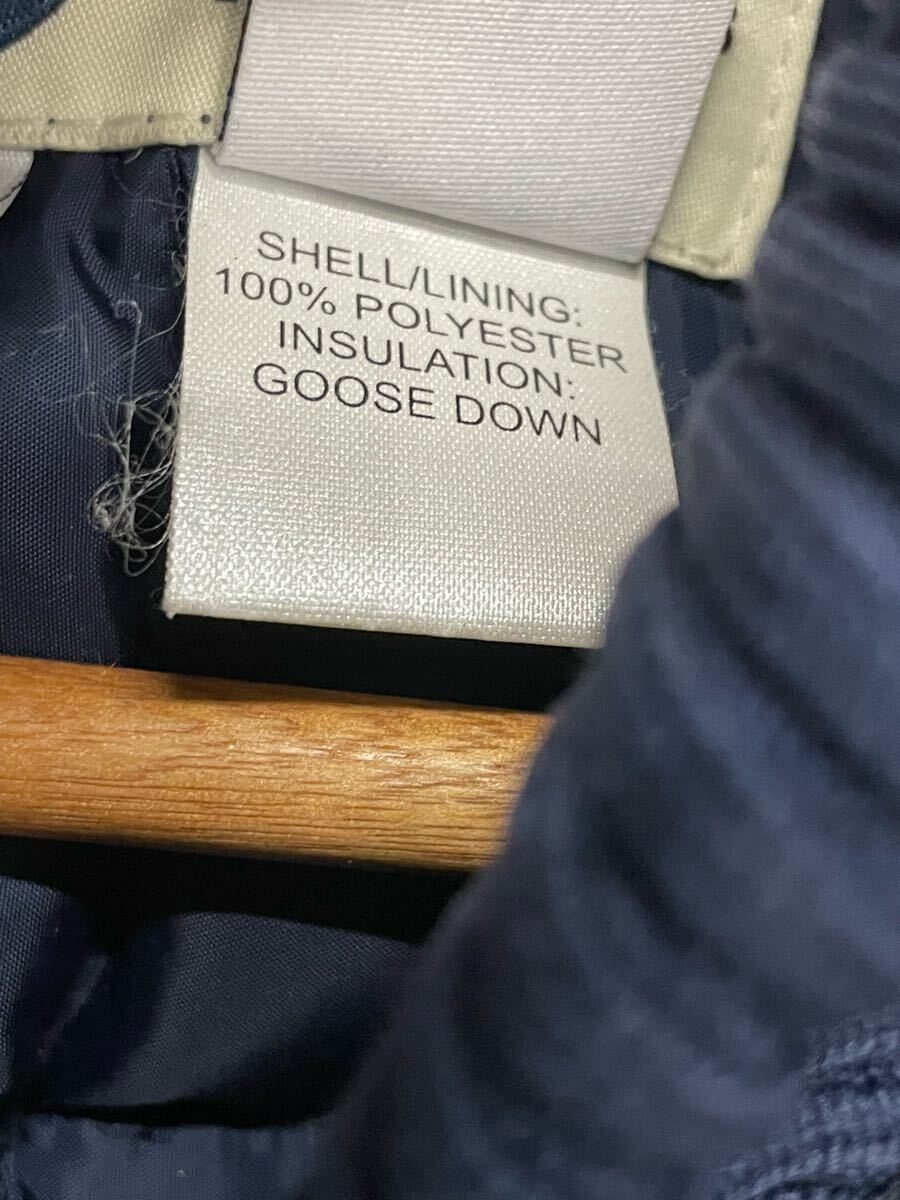 SHELL/LINING:
100% POLYESTER
INSULATION:
GOOSE DOWN